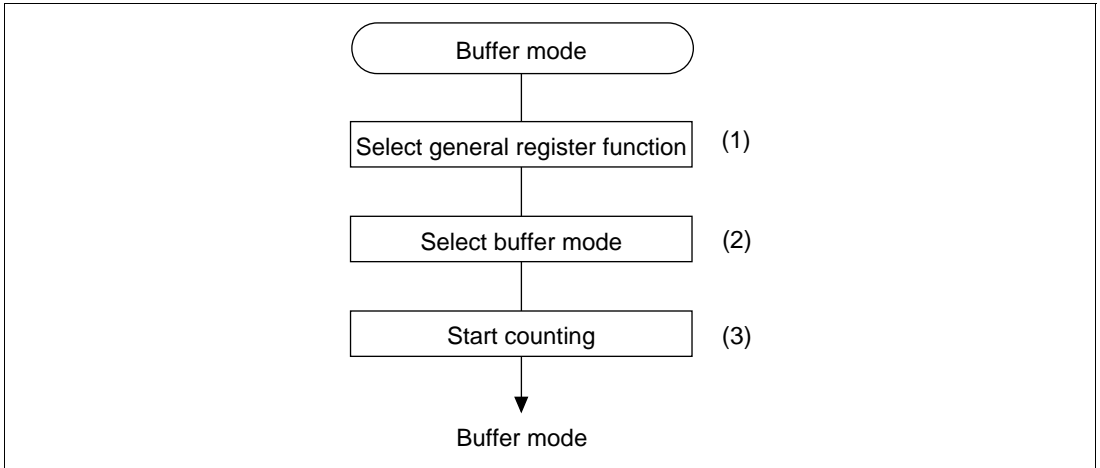 Buffer mode
Select general register function (1)
Select buffer mode (2)
Start counting (3)
Buffer mode